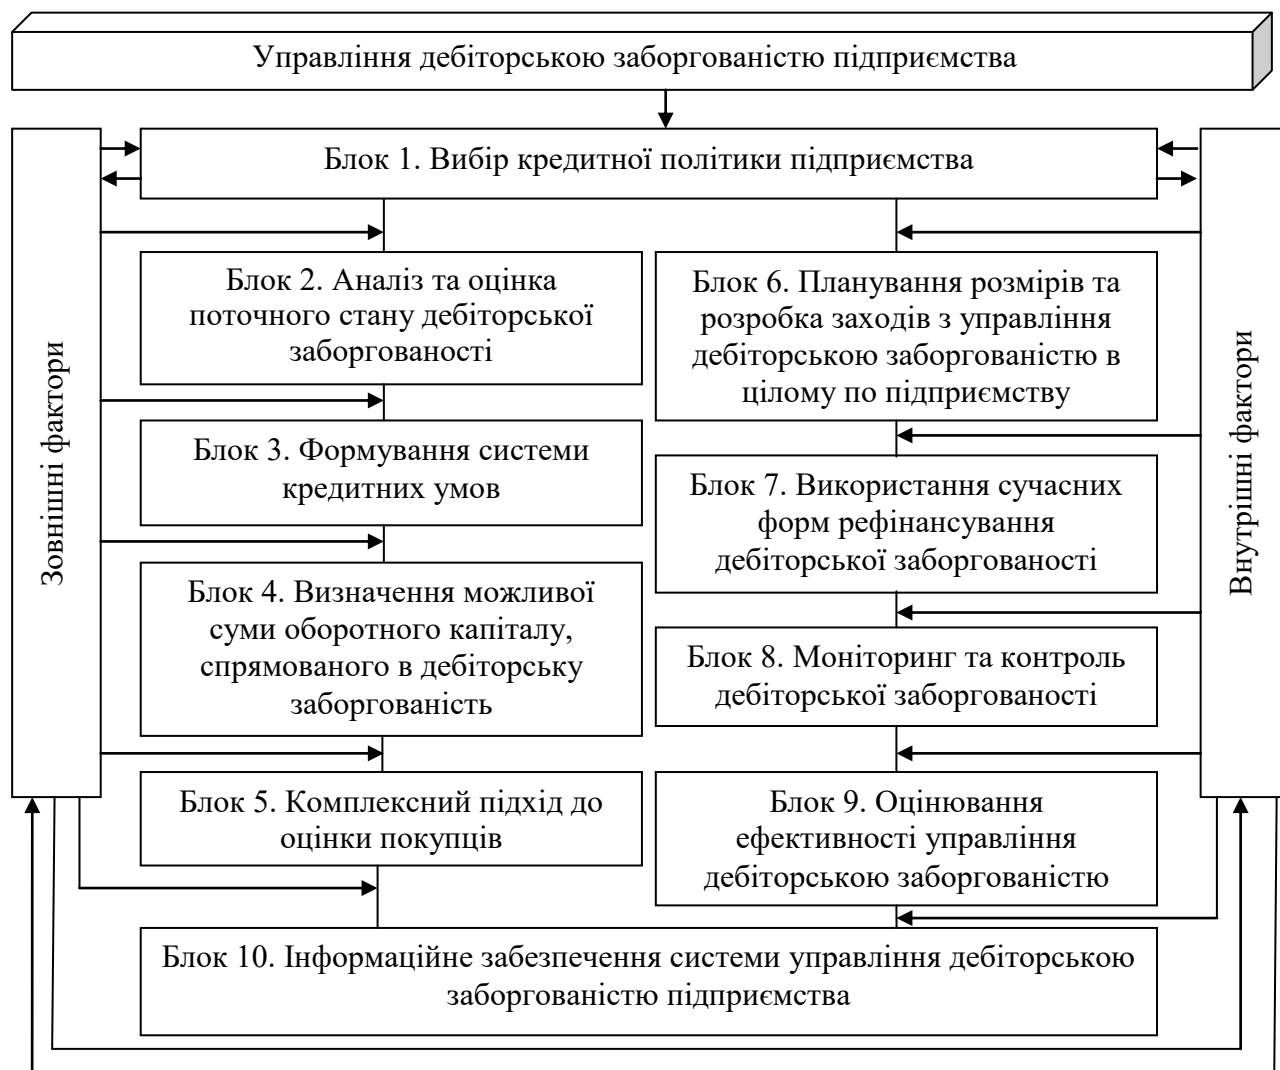 Управління дебіторською заборгованістю підприємства
Блок 1. Вибір кредитної політики підприємства
Зовнішні фактори
Блок 2. Аналіз та оцінка
поточного стану дебіторської
заборгованості
Блок 3. Формування системи
кредитних умов
Блок 4. Визначення можливої
суми оборотного капіталу,
спрямованого в дебіторську
заборгованість
Блок 5. Комплексний підхід до
оцінки покупців
Блок 6. Планування розмірів та
розробка заходів з управління
дебіторською заборгованістю в
цілому по підприємству
Блок 7. Використання сучасних
форм рефінансування
дебіторської заборгованості
Блок 8. Моніторинг та контроль
дебіторської заборгованості
Блок 9. Оцінювання
ефективності управління
дебіторською заборгованістю
Внутрішні фактори
Блок 10. Інформаційне забезпечення системи управління дебіторською
заборгованістю підприємства